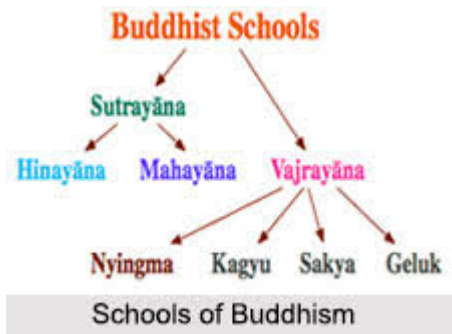 Buddhist Schools
Sutrayāna
Hinayāna Mahayāna Vajrayāna
Nyingma Kagyu Sakya Geluk
Schools of Buddhism